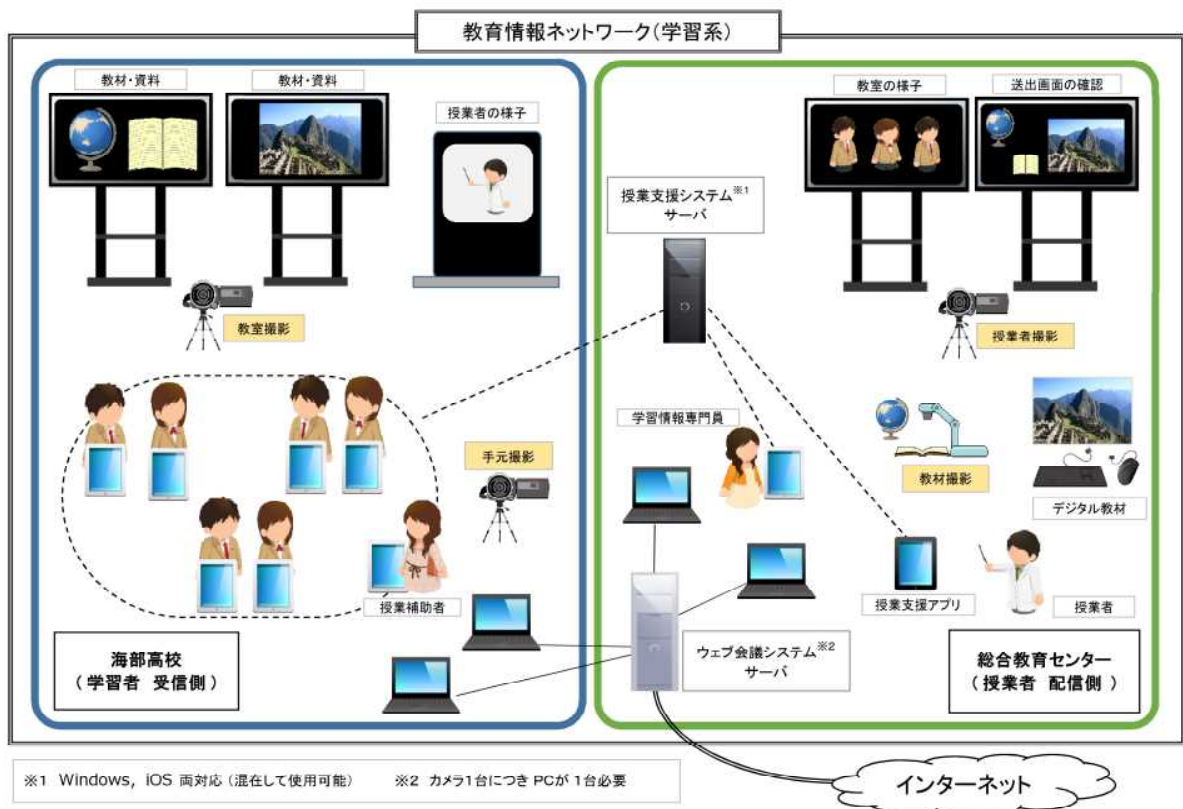 教育情報ネットワーク(学習系)
教材・資料
教材・資料
授業者の様子
教室の様子
送出画面の確認
授業支援システム※1
サーバ
教室撮影
授業者撮影
学習情報専門員
手元撮影
教材撮影
デジタル教材
授業補助者
授業支援アプリ
授業者
海部高校
( 学習者 受信側 )
ウェブ会議システム※2
サーバ
総合教育センター
( 授業者 配信側 )
※1 Windows, iOS 両対応 (混在して使用可能)
※2 カメラ1台につき PCが 1台必要
インターネット